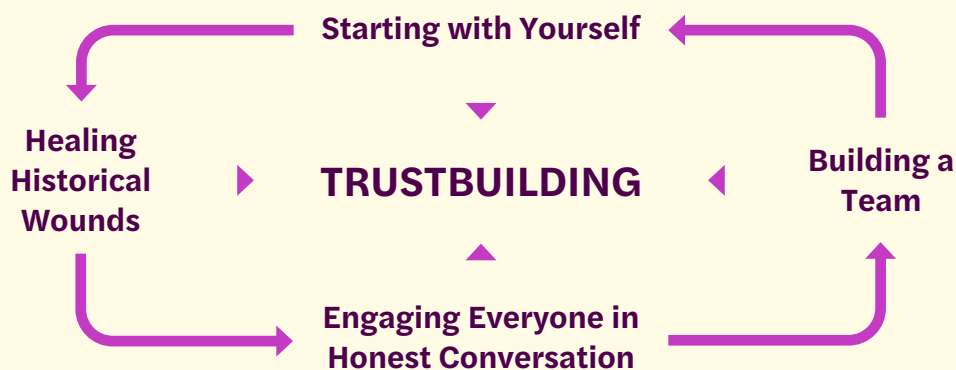 Starting with Yourself
Healing
Historical
Wounds
TRUSTBUILDING
Building a
Team
Engaging Everyone in
Honest Conversation